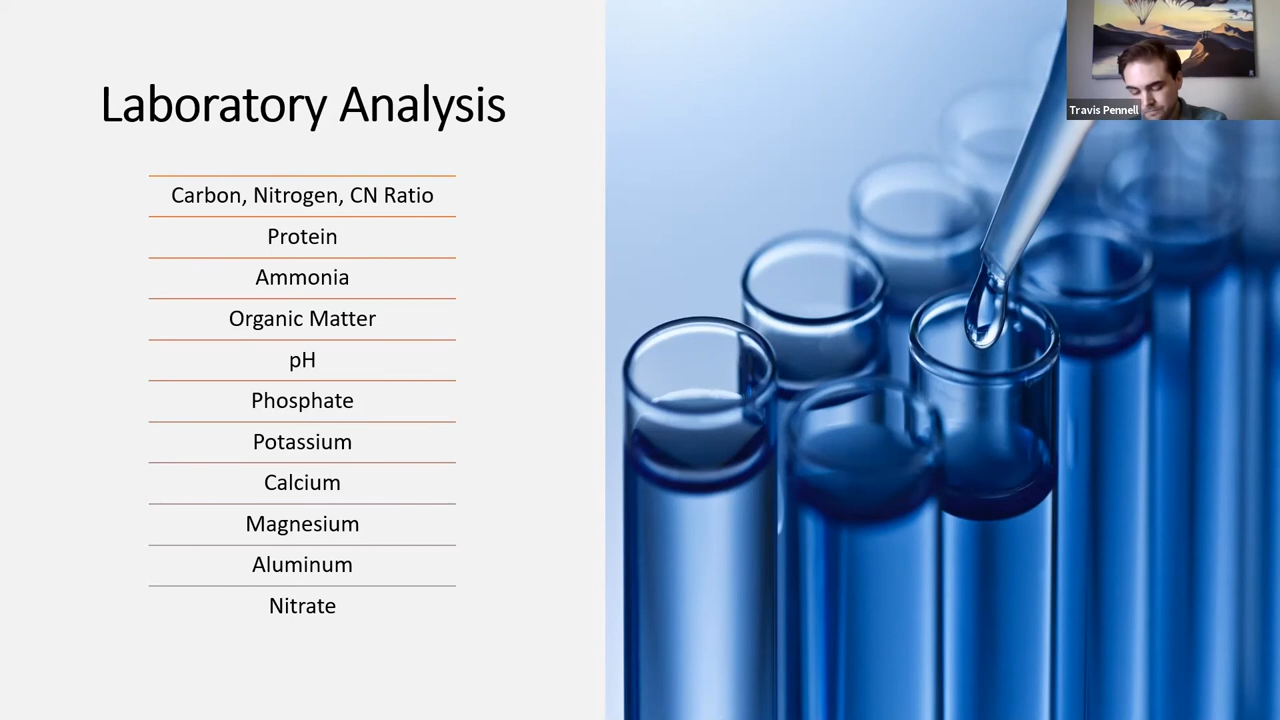 Laboratory Analysis
Carbon, Nitrogen, CN Ratio
Protein
Ammonia
Organic Matter
pH
Phosphate
Potassium
Calcium
Magnesium
Aluminum
Nitrate
Travis Pennell